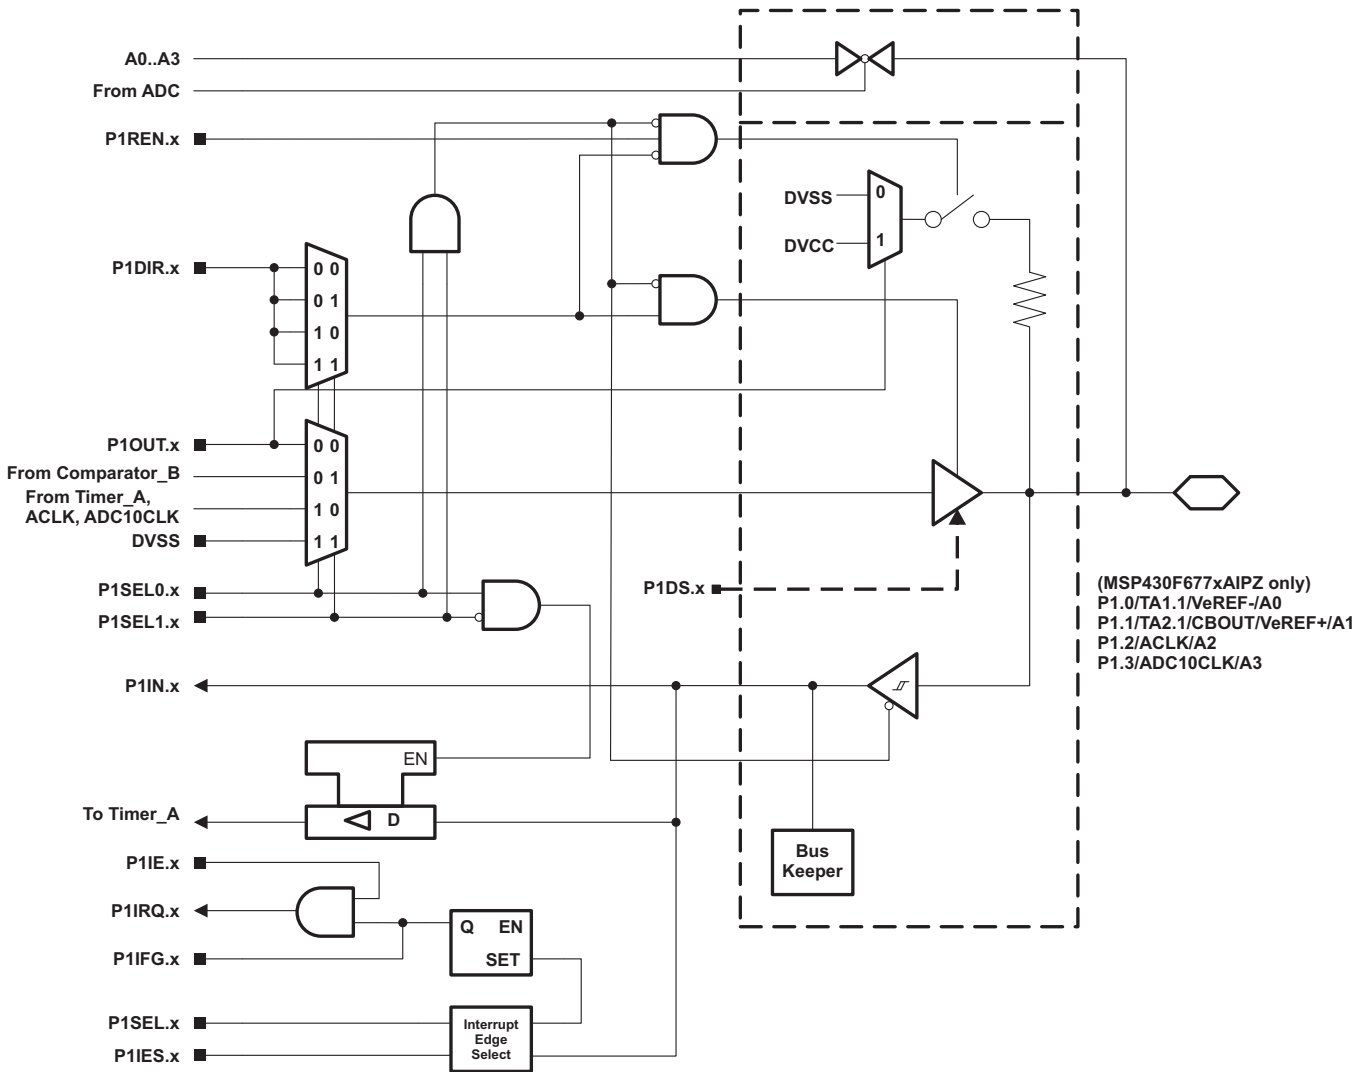 A0..A3
From ADC
P1REN.x
DVSS
0
DVCC
1
P1DIR.x
0 0
0 1
1 0
1 1
P1OUT.x
0 0
From Comparator_B
0 1
From Timer_A,
ACLK, ADC10CLK
1 0
DVSS
1 1
P1SEL0.x
P1SEL1.x
P1DS.x
(MSP430F677xAIPZ only)
P1.0/TA1.1/VeREF-/A0
P1.1/TA2.1/CBOUT/VeREF+/A1
P1.2/ACLK/A2
P1.3/ADC10CLK/A3
P1IN.x
EN
To Timer_A
D
Bus
Keeper
P1IE.x
P1IRQ.x
Q EN
SET
P1IFG.x
P1SEL.x
P1IES.x
Interrupt
Edge
Select